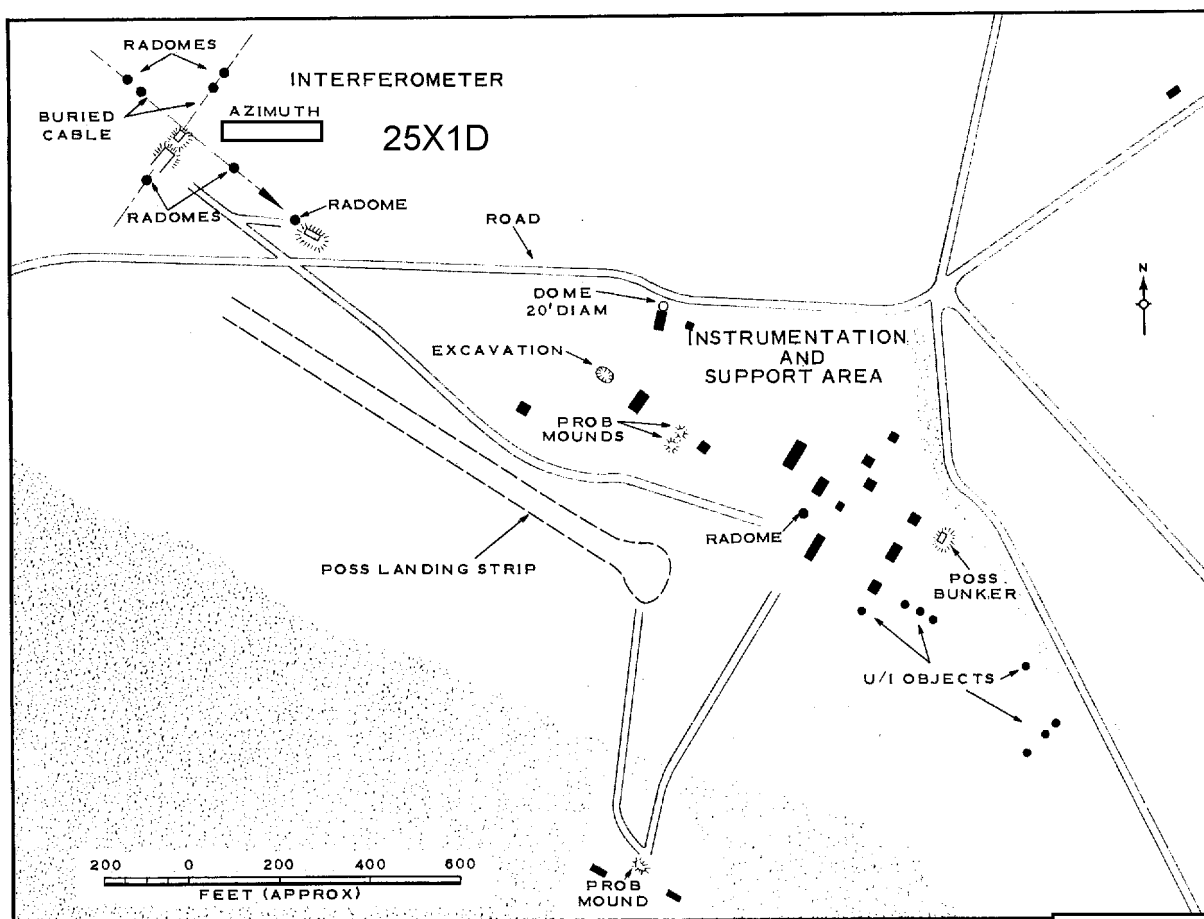 RADOMES
INTERFEROMETER
BURIED
CABLE
AZIMUTH
25X1D
RADOMES
RADOME
ROAD
N
DOME
20' DIAM
INSTRUMENTATION
AND
SUPPORT AREA
EXCAVATION
PROB
MOUNDS
RADOME
POSS LANDING STRIP
POSS
BUNKER
U/I OBJECTS
200 0 200 400 600
FEET (APPROX)
PROB
MOUND